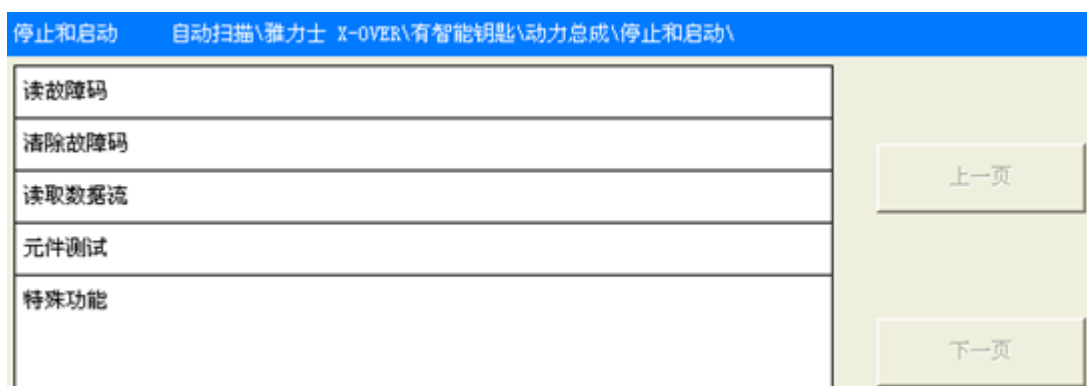 停止和启动 自动扫描\雅力士 X-OVER\有智能钥匙\动力总成\停止和启动\
读故障码
清除故障码
上一页
读取数据流
元件测试
特殊功能
下一页